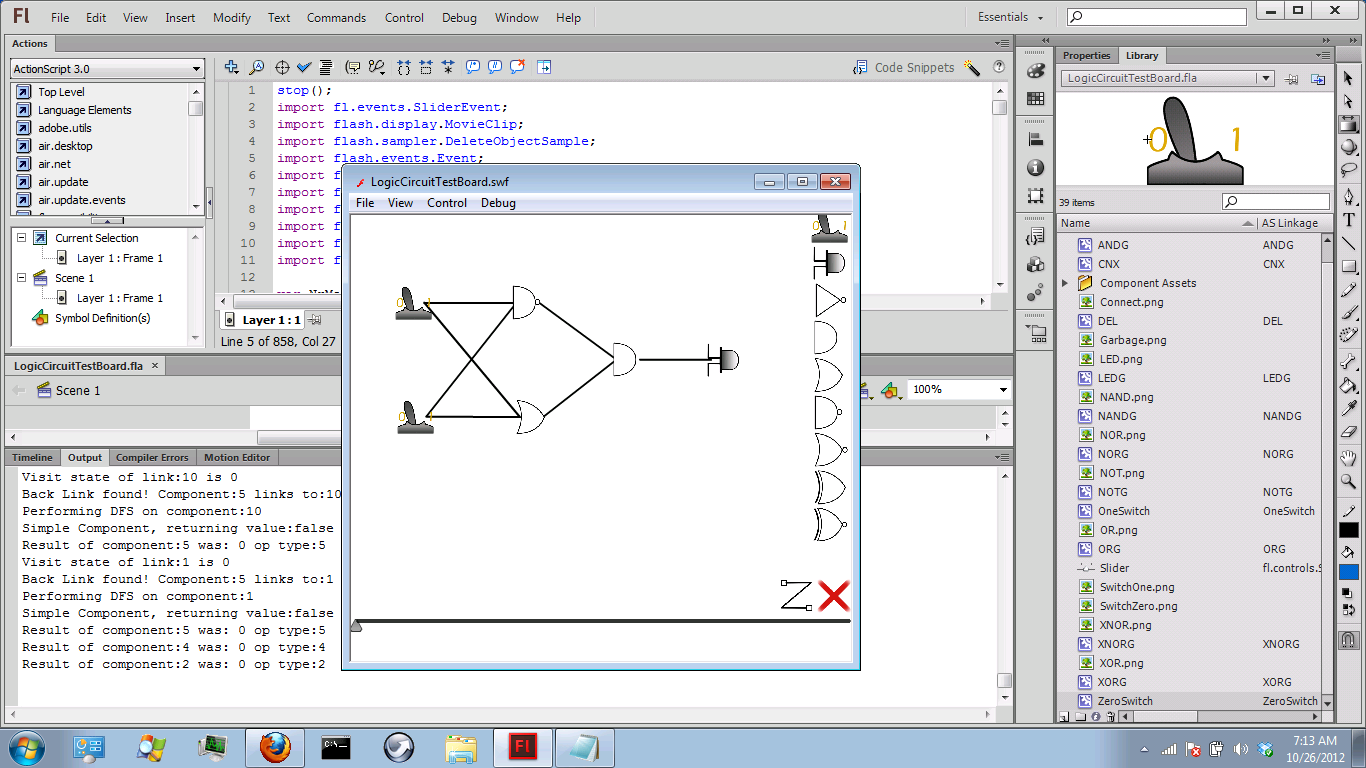 Fl File Edit View Insert Modify Text Commands Control Debug Window Help Essentials
Actions
ActionScript 3.0
Top Level
Language Elements
adobe.utils
air.desktop
air.net
air.update
air.update.events
Current Selection
Layer 1 : Frame 1
Scene 1
Layer 1 : Frame 1
Symbol Definition(s)
Code Snippets
1 stop();
2 import fl.events.SliderEvent;
3 import flash.display.MovieClip;
4 import flash.sampler.DeleteObjectSample;
5 import flash.events.Event;
6 import f
7 import f
8 import f
9 import f
10 import f
11 import f
12
Layer 1 : 1
Line 5 of 858, Col 27
LogicCircuitTestBoard.fla
Scene 1
100%
Timeline Output Compiler Errors Motion Editor
Visit state of link:10 is 0
Back Link found! Component:5 links to:10
Performing DFS on component:10
Simple Component, returning value:false
Result of component:5 was: 0 op type:5
Visit state of link:1 is 0
Back Link found! Component:5 links to:1
Performing DFS on component:1
Simple Component, returning value:false
Result of component:5 was: 0 op type:5
Result of component:4 was: 0 op type:4
Result of component:2 was: 0 op type:2
LogicCircuitTestBoard.swf
File View Control Debug
0 1
0 1
0 1
Properties Library
LogicCircuitTestBoard.fla
0 1
39 items
Name AS Linkage
ANDG ANDG
CNX CNX
Component Assets
Connect.png
DEL DEL
Garbage.png
LED.png
LEDG LEDG
NAND.png
NANDG NANDG
NOR.png
NORG NORG
NOT.png
NOTG NOTG
OneSwitch OneSwitch
OR.png
ORG ORG
Slider fl.controls.S
SwitchOne.png
SwitchZero.png
XNOR.png
XNORG XNORG
XOR.png
XORG XORG
ZeroSwitch ZeroSwitch
T
C:\_
Fl
7:13 AM
10/26/2012